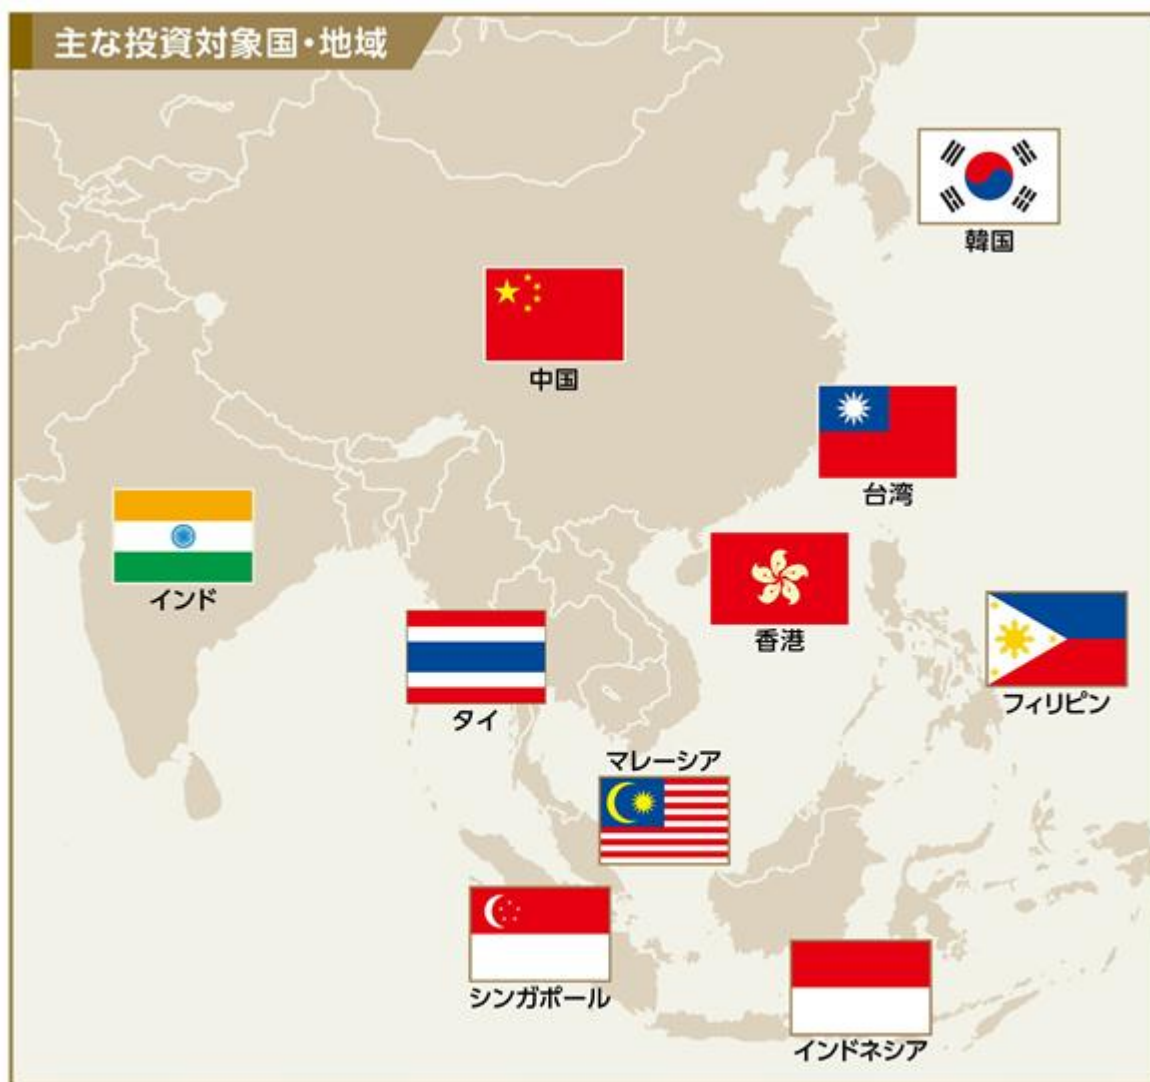 主な投資対象国・地域
韓国
中国
台湾
インド
香港
フィリピン
タイ
マレーシア
シンガポール
インドネシア